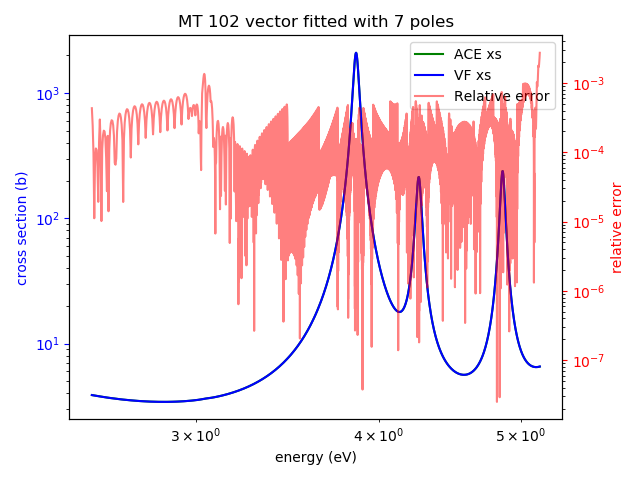 MT 102 vector fitted with 7 poles
ACE xs
VF xs
Relative error
10³
10²
10¹
cross section (b)
10⁻³
10⁻⁴
10⁻⁵
10⁻⁶
10⁻⁷
relative error
3 × 10⁰ 4 × 10⁰ 5 × 10⁰
energy (eV)